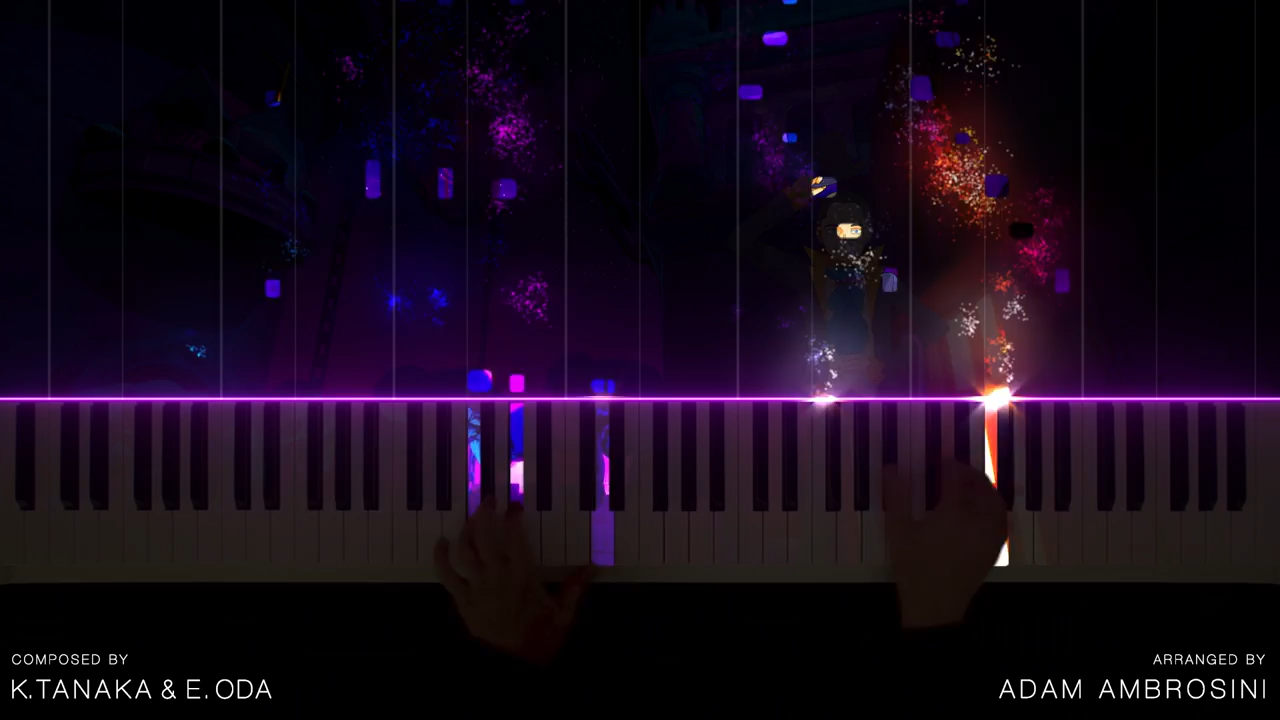 COMPOSED BY
K.TANAKA & E.ODA
ARRANGED BY
ADAM AMBROSINI